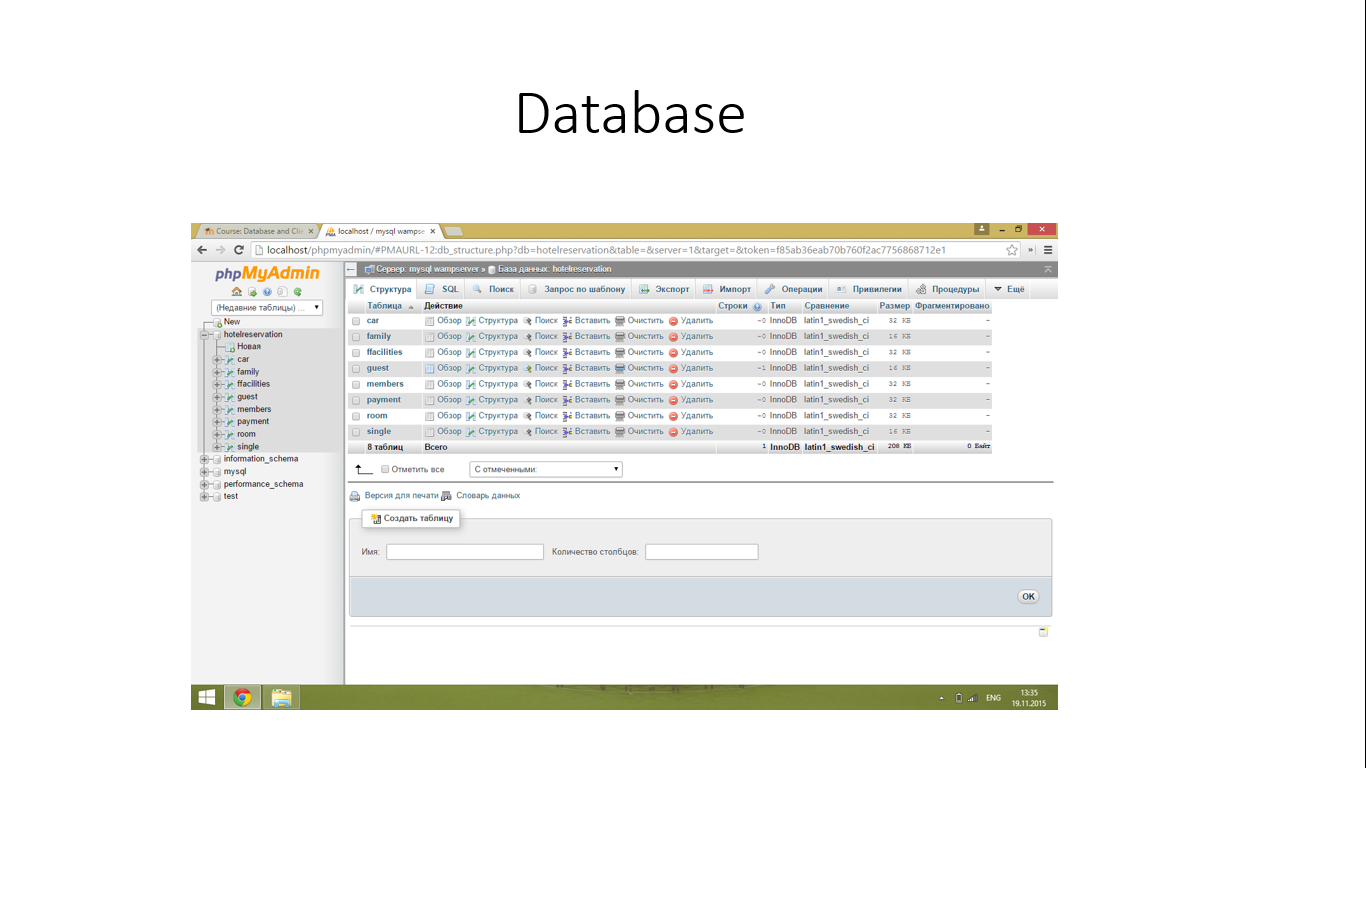 Database
Course: Database and Clie
localhost / mysql wampse
localhost/phpmyadmin/#PMAURL-12:db_structure.php?db=hotelreservation&table=&server=1&target=&token=f85ab36eab70b760f2ac7756868712e1
phpMyAdmin
(Недавние таблицы) ...
New
hotelreservation
Новая
car
family
ffacilities
guest
members
payment
room
single
information_schema
mysql
performance_schema
test
Сервер: mysql wampserver » База данных: hotelreservation
Структура SQL Поиск Запрос по шаблону Экспорт Импорт Операции Привилегии Процедуры Ещё
Таблица Действие Строки Тип Сравнение Размер Фрагментировано
car Обзор Структура Поиск Вставить Очистить Удалить ~0 InnoDB latin1_swedish_ci 32 КБ -
family Обзор Структура Поиск Вставить Очистить Удалить ~0 InnoDB latin1_swedish_ci 16 КБ -
ffacilities Обзор Структура Поиск Вставить Очистить Удалить ~0 InnoDB latin1_swedish_ci 32 КБ -
guest Обзор Структура Поиск Вставить Очистить Удалить ~1 InnoDB latin1_swedish_ci 16 КБ -
members Обзор Структура Поиск Вставить Очистить Удалить ~0 InnoDB latin1_swedish_ci 32 КБ -
payment Обзор Структура Поиск Вставить Очистить Удалить ~0 InnoDB latin1_swedish_ci 32 КБ -
room Обзор Структура Поиск Вставить Очистить Удалить ~0 InnoDB latin1_swedish_ci 32 КБ -
single Обзор Структура Поиск Вставить Очистить Удалить ~0 InnoDB latin1_swedish_ci 16 КБ -
8 таблиц Всего 1 InnoDB latin1_swedish_ci 208 КБ 0 Байт
Отметить все С отмеченными:
Версия для печати Словарь данных
Создать таблицу
Имя: Количество столбцов:
OK
ENG
13:35
19.11.2015